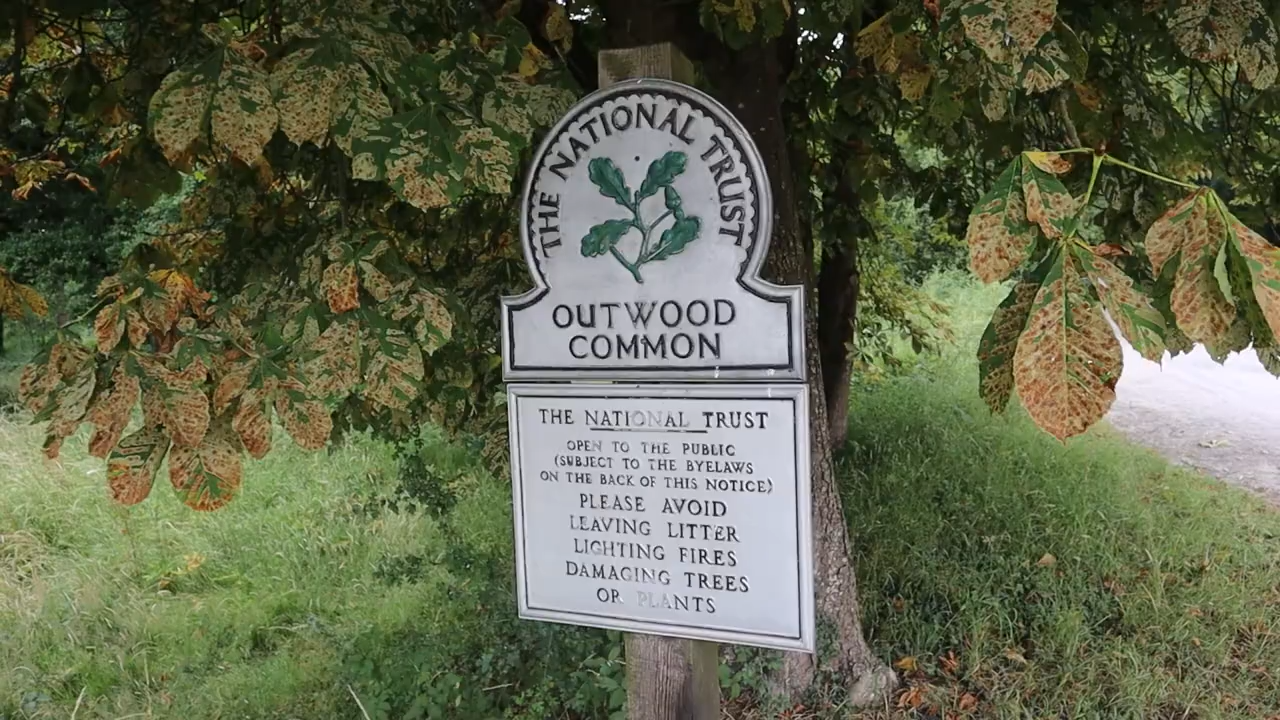 THE NATIONAL TRUST
OUTWOOD
COMMON
THE NATIONAL TRUST
OPEN TO THE PUBLIC
(SUBJECT TO THE BYELAWS
ON THE BACK OF THIS NOTICE)
PLEASE AVOID
LEAVING LITTER
LIGHTING FIRES
DAMAGING TREES
OR PLANTS